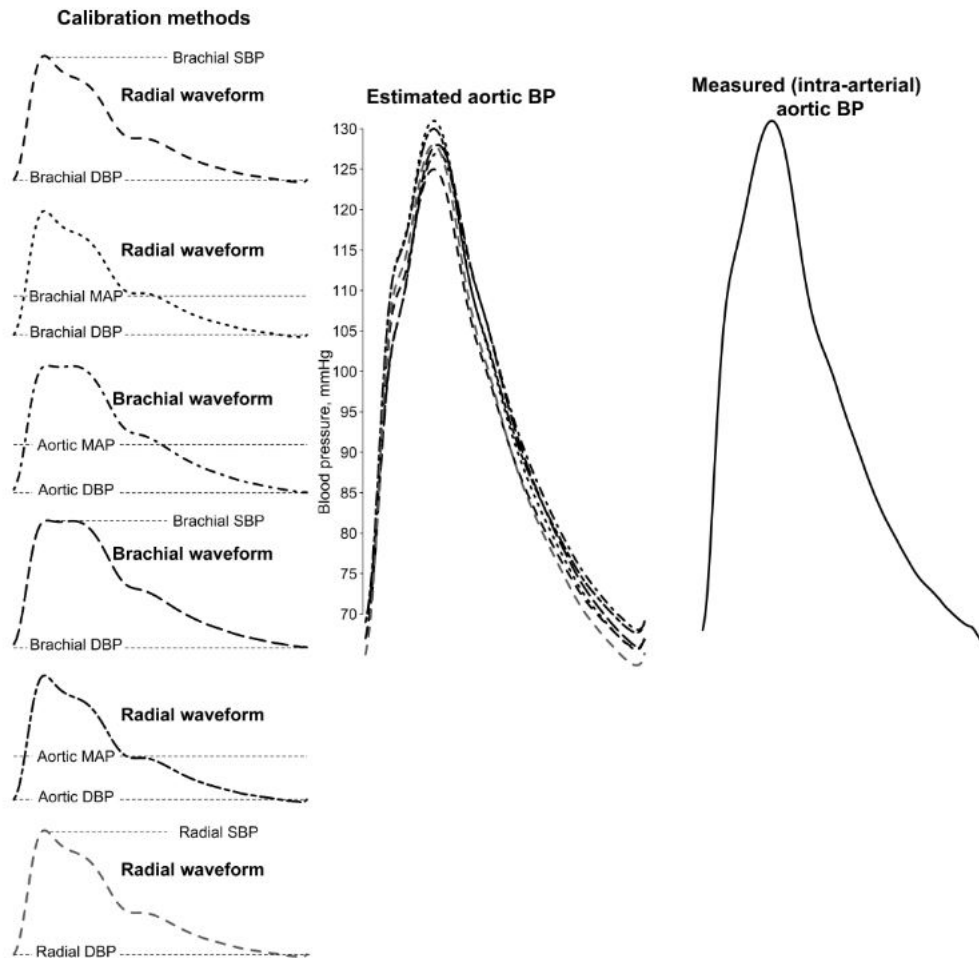 Calibration methods
Brachial SBP
Radial waveform
Brachial DBP
Radial waveform
Brachial MAP
Brachial DBP
Brachial waveform
Aortic MAP
Aortic DBP
Brachial SBP
Brachial waveform
Brachial DBP
Radial waveform
Aortic MAP
Aortic DBP
Radial SBP
Radial waveform
Radial DBP
Estimated aortic BP
Blood pressure, mmHg
130
125
120
115
110
105
100
95
90
85
80
75
70
Measured (intra-arterial)
aortic BP